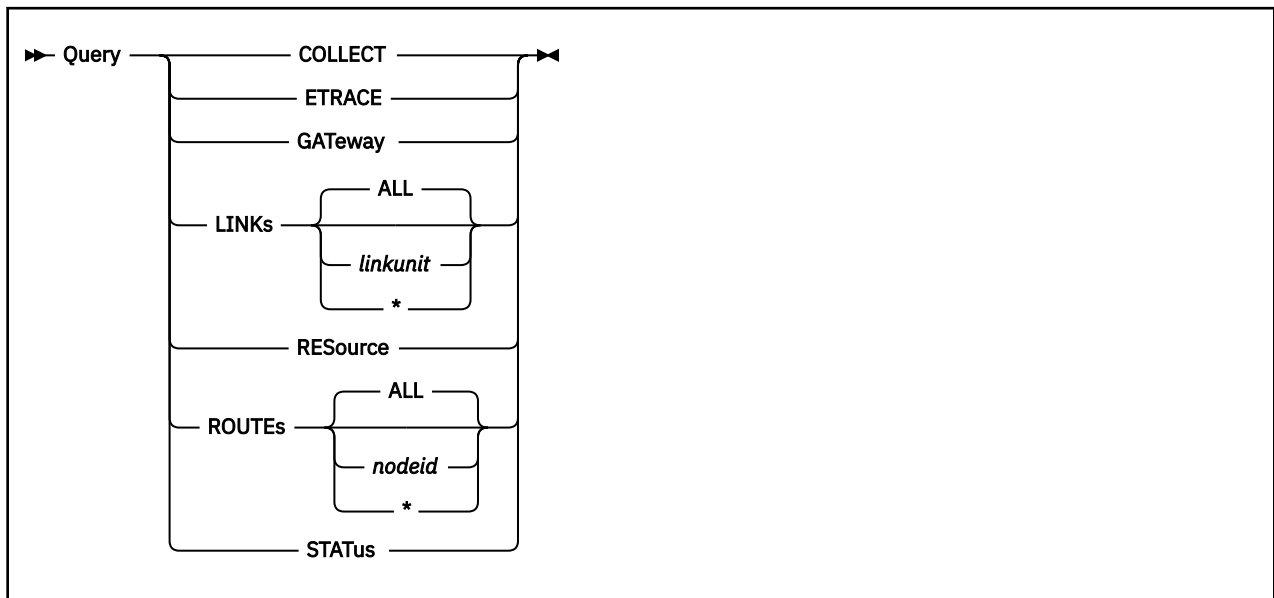 Query COLLECT
ETRACE
GATeway
ALL
LINKs
linkunit
*
RESource
ALL
ROUTEs
nodeid
*
STATus